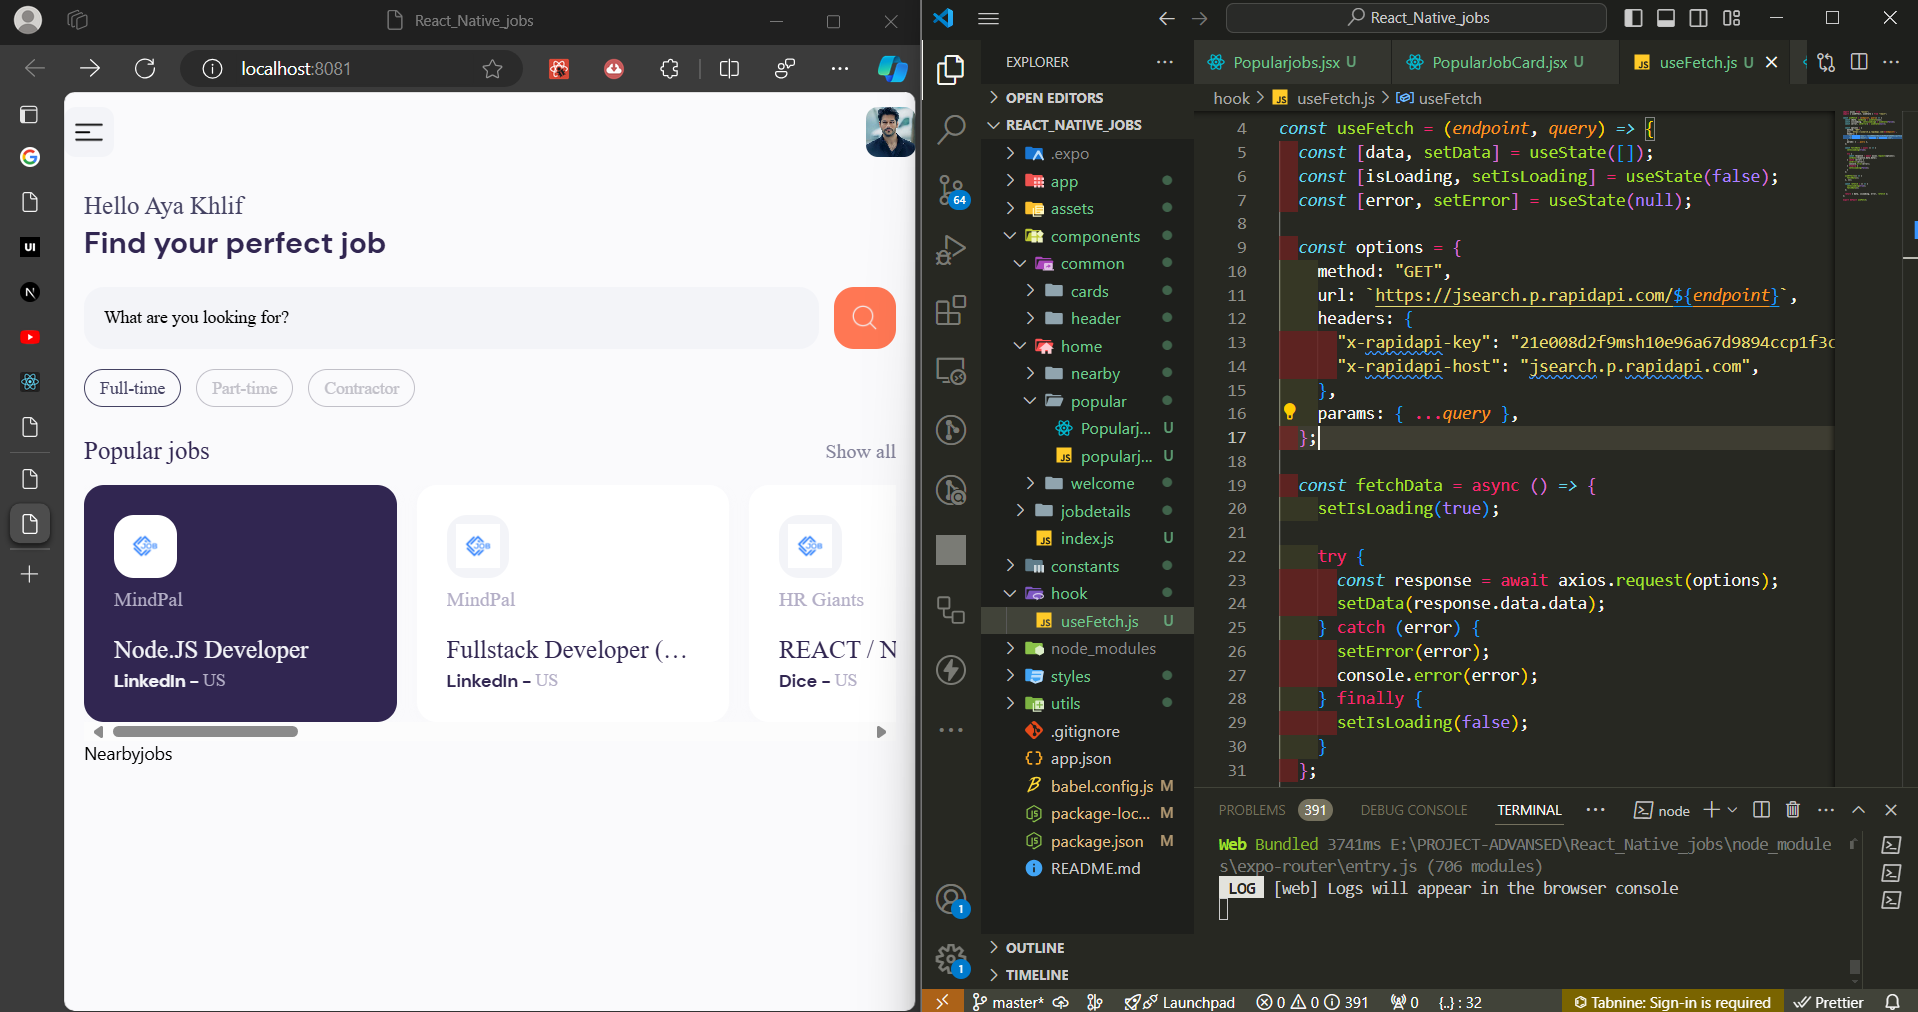 React_Native_jobs
localhost:8081
Hello Aya Khlif
Find your perfect job
What are you looking for?
Full-time
Part-time
Contractor
Popular jobs
Show all
JOB
MindPal
Node.JS Developer
LinkedIn - US
JOB
MindPal
Fullstack Developer (…
LinkedIn - US
JOB
HR Giants
REACT / N
Dice - US
Nearbyjobs
UI
N
React_Native_jobs
EXPLORER
OPEN EDITORS
REACT_NATIVE_JOBS
.expo
app
assets
components
common
cards
header
home
nearby
popular
Popularj... U
popularj... U
welcome
jobdetails
index.js U
constants
hook
useFetch.js U
node_modules
styles
utils
.gitignore
app.json
babel.config.js M
package-loc... M
package.json M
README.md
OUTLINE
TIMELINE
64
1
1
Popularjobs.jsx U
PopularJobCard.jsx U
useFetch.js U
hook > useFetch.js > useFetch
4 const useFetch = (endpoint, query) => {
5 const [data, setData] = useState([]);
6 const [isLoading, setIsLoading] = useState(false);
7 const [error, setError] = useState(null);
8
9 const options = {
10 method: "GET",
11 url: `https://jsearch.p.rapidapi.com/${endpoint}`,
12 headers: {
13 "x-rapidapi-key": "21e008d2f9msh10e96a67d9894ccp1f3c
14 "x-rapidapi-host": "jsearch.p.rapidapi.com",
15 },
16 params: { ...query },
17 };
18
19 const fetchData = async () => {
20 setIsLoading(true);
21
22 try {
23 const response = await axios.request(options);
24 setData(response.data.data);
25 } catch (error) {
26 setError(error);
27 console.error(error);
28 } finally {
29 setIsLoading(false);
30 }
31 };
PROBLEMS 391
DEBUG CONSOLE
TERMINAL
node
Web Bundled 3741ms E:\PROJECT-ADVANSED\React_Native_jobs\node_module
s\expo-router\entry.js (706 modules)
LOG [web] Logs will appear in the browser console
master*
Launchpad
0 0 391
0
{..} : 32
Tabnine: Sign-in is required
Prettier